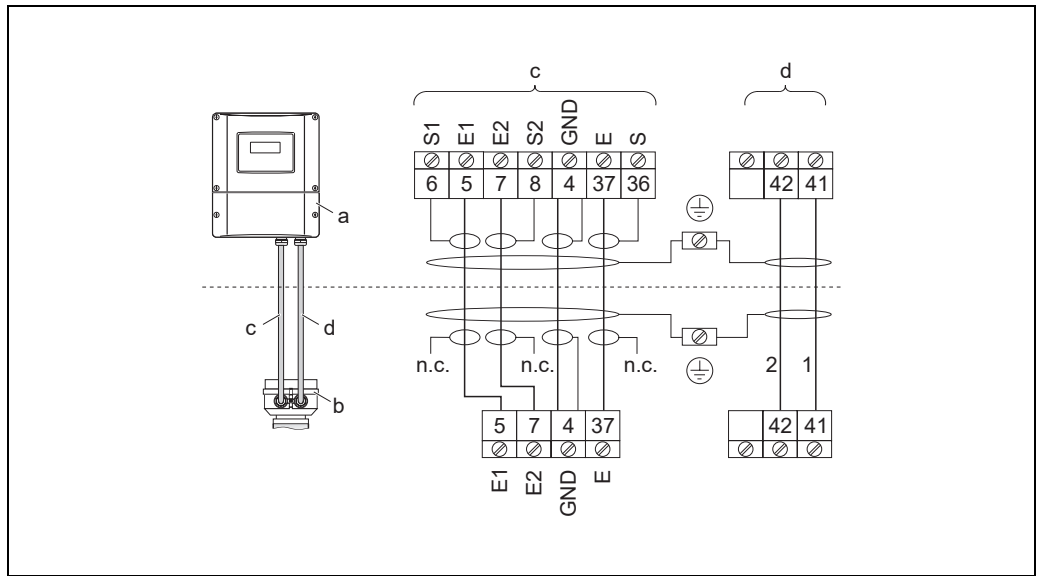 c
d
S1 E1 E2 S2 GND E S
6 5 7 8 4 37 36
42 41
a
c
d
n.c. n.c. n.c.
2 1
b
5 7 4 37
42 41
E1 E2 GND E